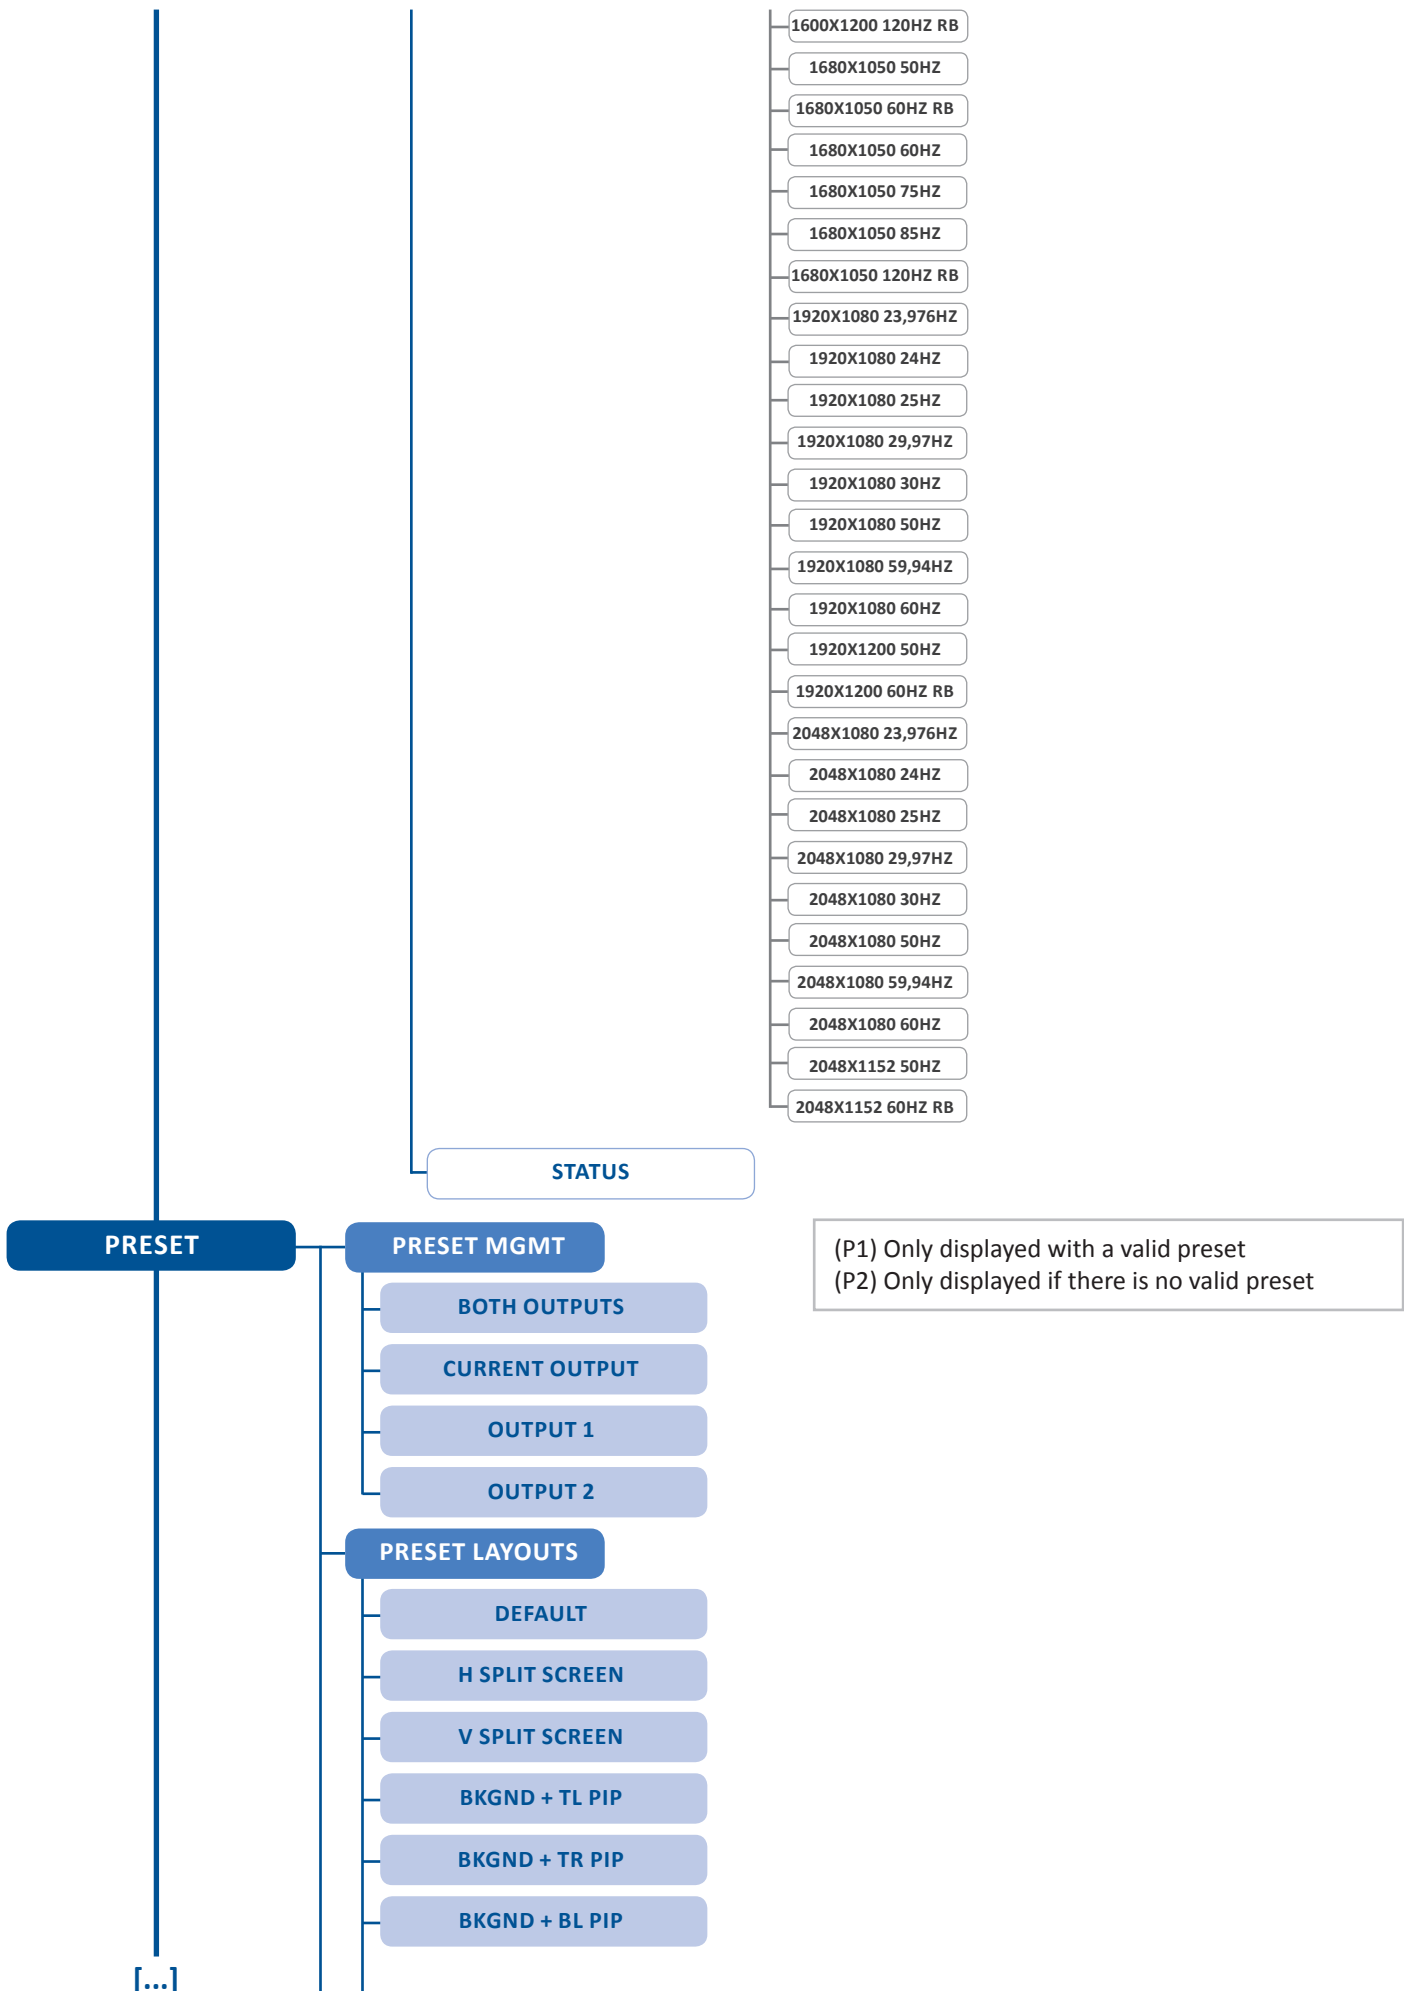 1600X1200 120HZ RB
1680X1050 50HZ
1680X1050 60HZ RB
1680X1050 60HZ
1680X1050 75HZ
1680X1050 85HZ
1680X1050 120HZ RB
1920X1080 23,976HZ
1920X1080 24HZ
1920X1080 25HZ
1920X1080 29,97HZ
1920X1080 30HZ
1920X1080 50HZ
1920X1080 59,94HZ
1920X1080 60HZ
1920X1200 50HZ
1920X1200 60HZ RB
2048X1080 23,976HZ
2048X1080 24HZ
2048X1080 25HZ
2048X1080 29,97HZ
2048X1080 30HZ
2048X1080 50HZ
2048X1080 59,94HZ
2048X1080 60HZ
2048X1152 50HZ
2048X1152 60HZ RB
STATUS
PRESET
PRESET MGMT
(P1) Only displayed with a valid preset
(P2) Only displayed if there is no valid preset
BOTH OUTPUTS
CURRENT OUTPUT
OUTPUT 1
OUTPUT 2
PRESET LAYOUTS
DEFAULT
H SPLIT SCREEN
V SPLIT SCREEN
BKGND + TL PIP
BKGND + TR PIP
BKGND + BL PIP
[...]